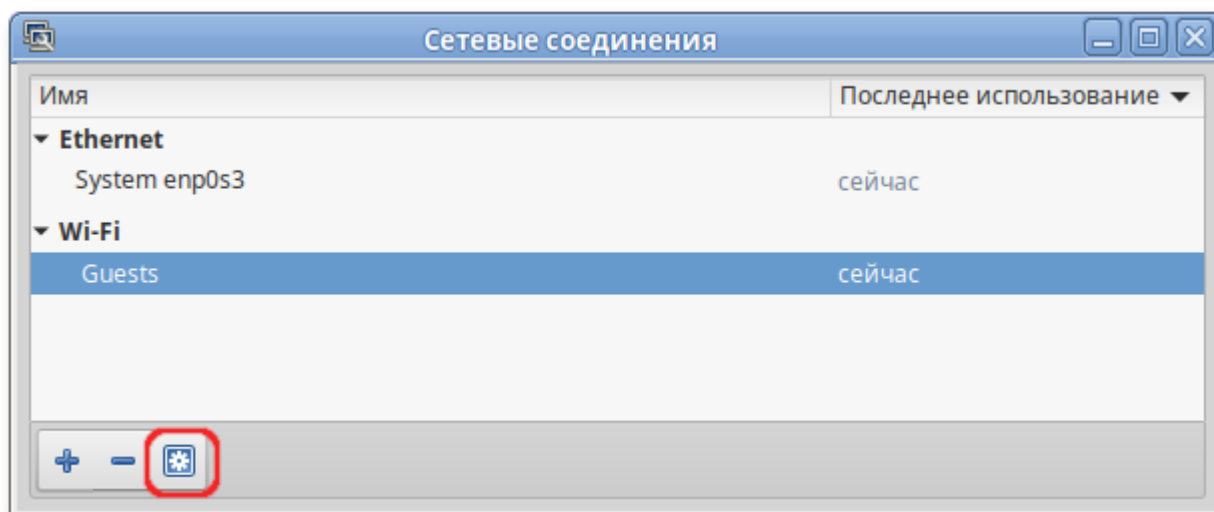 Сетевые соединения
Имя Последнее использование
Ethernet
System enp0s3 сейчас
Wi-Fi
Guests сейчас